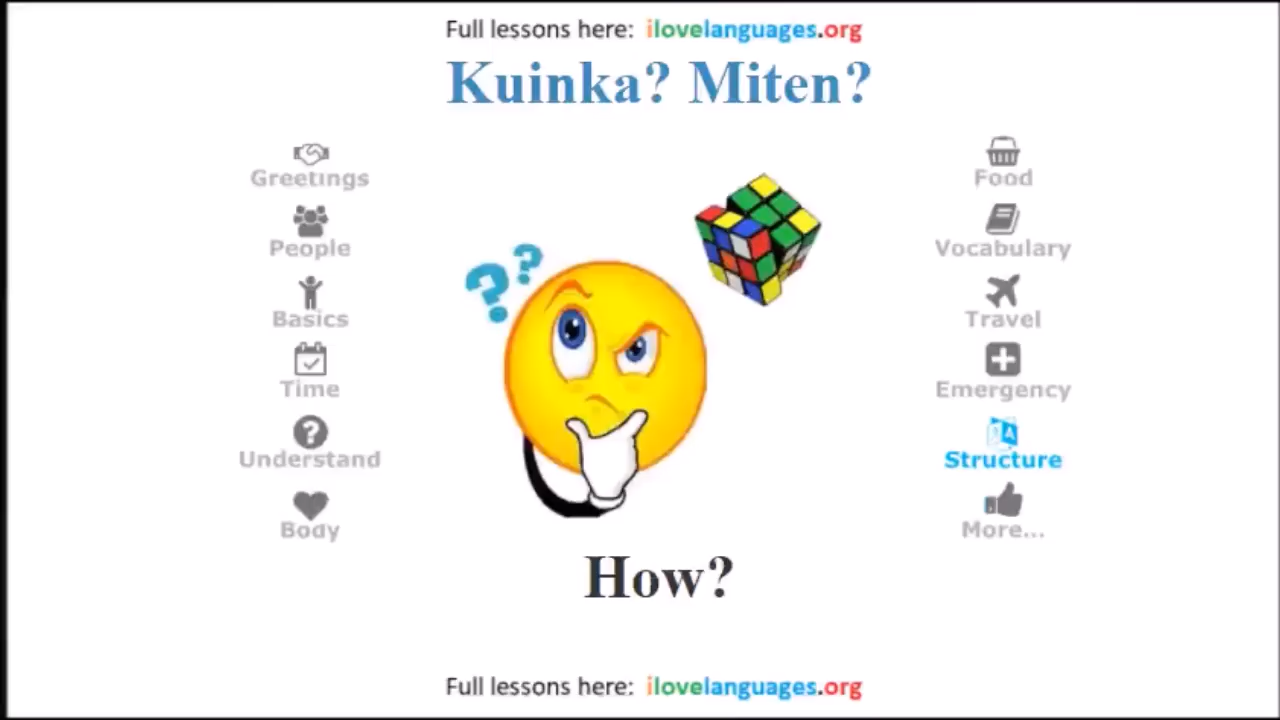 Full lessons here: ilovelanguages.org
Kuinka? Miten?
Greetings
People
Basics
Time
Understand
Body
??
Food
Vocabulary
Travel
Emergency
Structure
More...
How?
Full lessons here: ilovelanguages.org